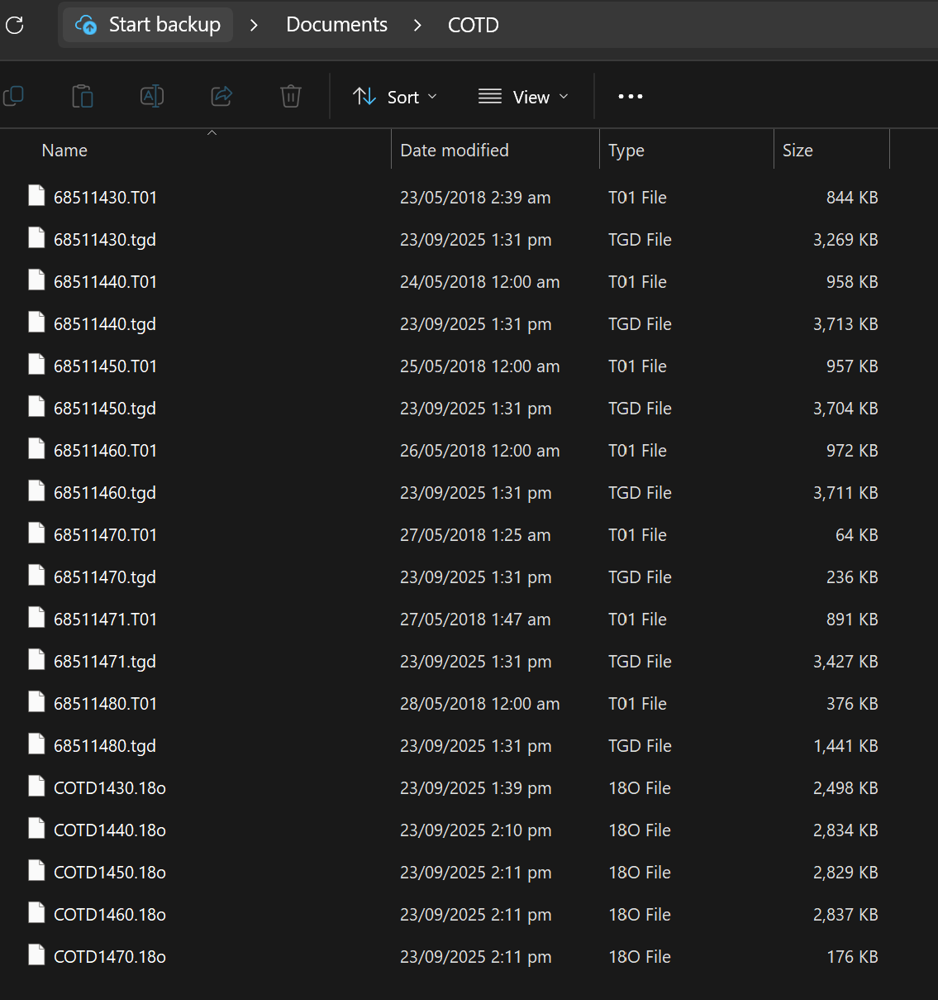 Start backup > Documents > COTD
Sort View ...
Name Date modified Type Size
68511430.T01 23/05/2018 2:39 am T01 File 844 KB
68511430.tgd 23/09/2025 1:31 pm TGD File 3,269 KB
68511440.T01 24/05/2018 12:00 am T01 File 958 KB
68511440.tgd 23/09/2025 1:31 pm TGD File 3,713 KB
68511450.T01 25/05/2018 12:00 am T01 File 957 KB
68511450.tgd 23/09/2025 1:31 pm TGD File 3,704 KB
68511460.T01 26/05/2018 12:00 am T01 File 972 KB
68511460.tgd 23/09/2025 1:31 pm TGD File 3,711 KB
68511470.T01 27/05/2018 1:25 am T01 File 64 KB
68511470.tgd 23/09/2025 1:31 pm TGD File 236 KB
68511471.T01 27/05/2018 1:47 am T01 File 891 KB
68511471.tgd 23/09/2025 1:31 pm TGD File 3,427 KB
68511480.T01 28/05/2018 12:00 am T01 File 376 KB
68511480.tgd 23/09/2025 1:31 pm TGD File 1,441 KB
COTD1430.18o 23/09/2025 1:39 pm 18O File 2,498 KB
COTD1440.18o 23/09/2025 2:10 pm 18O File 2,834 KB
COTD1450.18o 23/09/2025 2:11 pm 18O File 2,829 KB
COTD1460.18o 23/09/2025 2:11 pm 18O File 2,837 KB
COTD1470.18o 23/09/2025 2:11 pm 18O File 176 KB